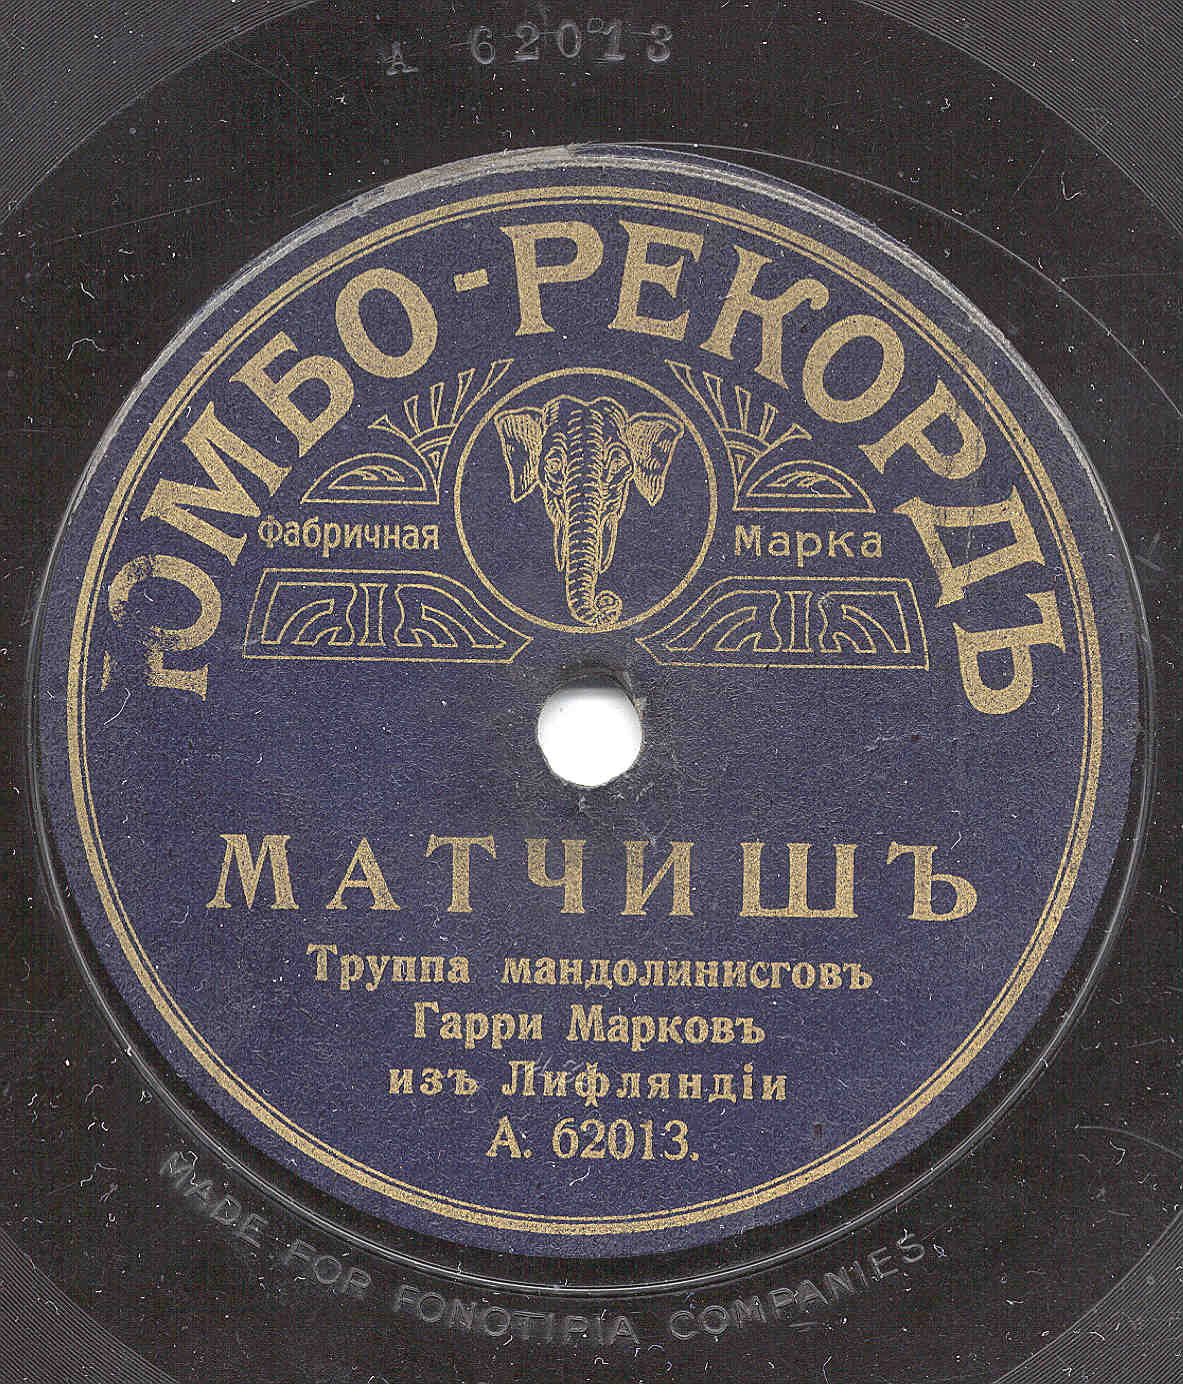 A 62013
ЮМБО-РЕКОРДЪ
Фабричная Марка
МАТЧИШЪ
Труппа мандолинисговъ
Гарри Марковъ
изъ Лифляндіи
А. 62013.
MADE FOR FONOTIPIA COMPANIES.